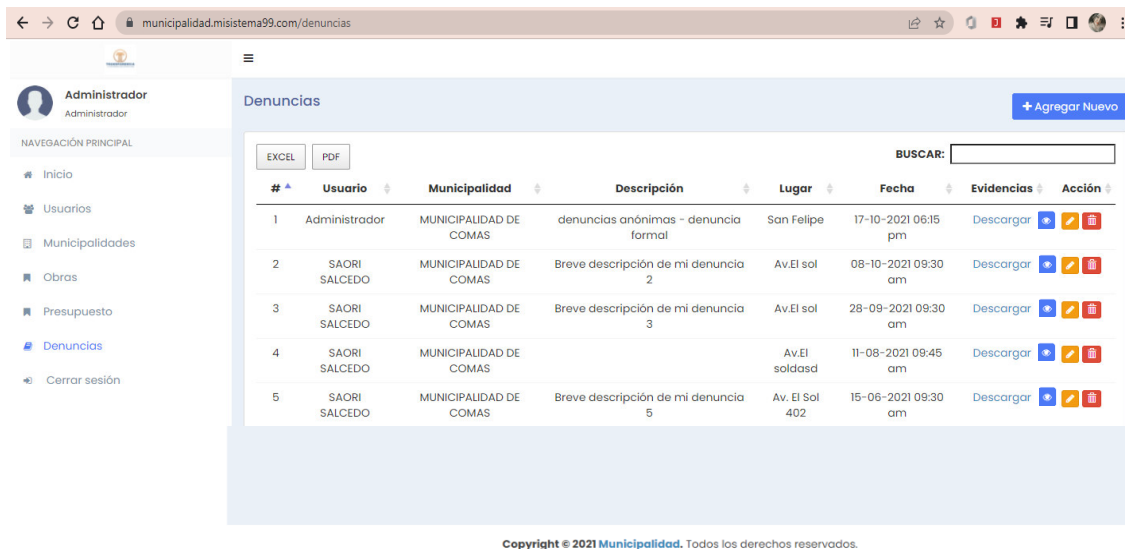 municipalidad.misistema99.com/denuncias
Administrador
Administrador
NAVEGACIÓN PRINCIPAL
Inicio
Usuarios
Municipalidades
Obras
Presupuesto
Denuncias
Cerrar sesión
Denuncias
+ Agregar Nuevo
EXCEL PDF BUSCAR:
# Usuario Municipalidad Descripción Lugar Fecha Evidencias Acción
1 Administrador MUNICIPALIDAD DE denuncias anónimas - denuncia San Felipe 17-10-2021 06:15 Descargar
COMAS formal pm
2 SAORI MUNICIPALIDAD DE Breve descripción de mi denuncia Av.El sol 08-10-2021 09:30 Descargar
SALCEDO COMAS 2 am
3 SAORI MUNICIPALIDAD DE Breve descripción de mi denuncia Av.El sol 28-09-2021 09:30 Descargar
SALCEDO COMAS 3 am
4 SAORI MUNICIPALIDAD DE Av.El 11-08-2021 09:45 Descargar
SALCEDO COMAS soldasd am
5 SAORI MUNICIPALIDAD DE Breve descripción de mi denuncia Av. El Sol 15-06-2021 09:30 Descargar
SALCEDO COMAS 5 402 am
Copyright © 2021 Municipalidad. Todos los derechos reservados.